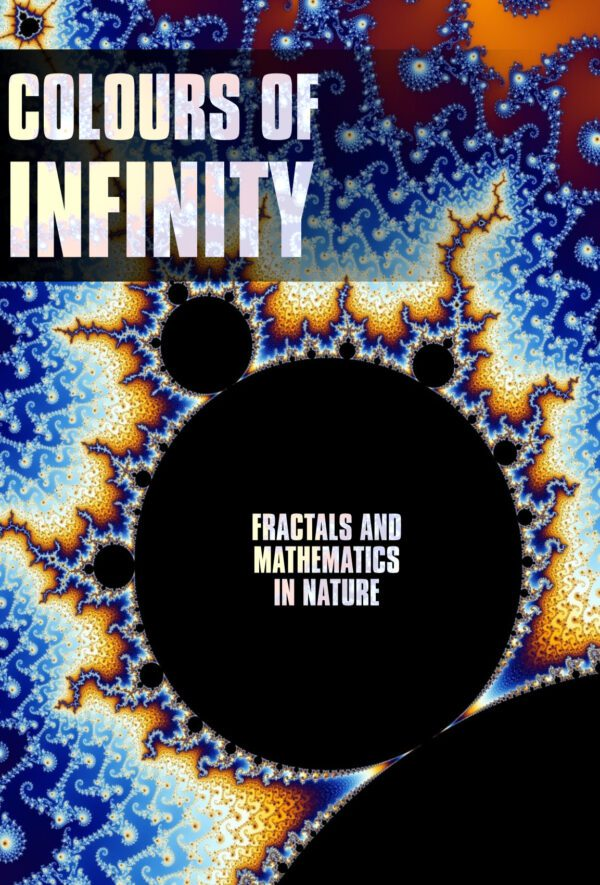 COLOURS OF
INFINITY
FRACTALS AND
MATHEMATICS
IN NATURE